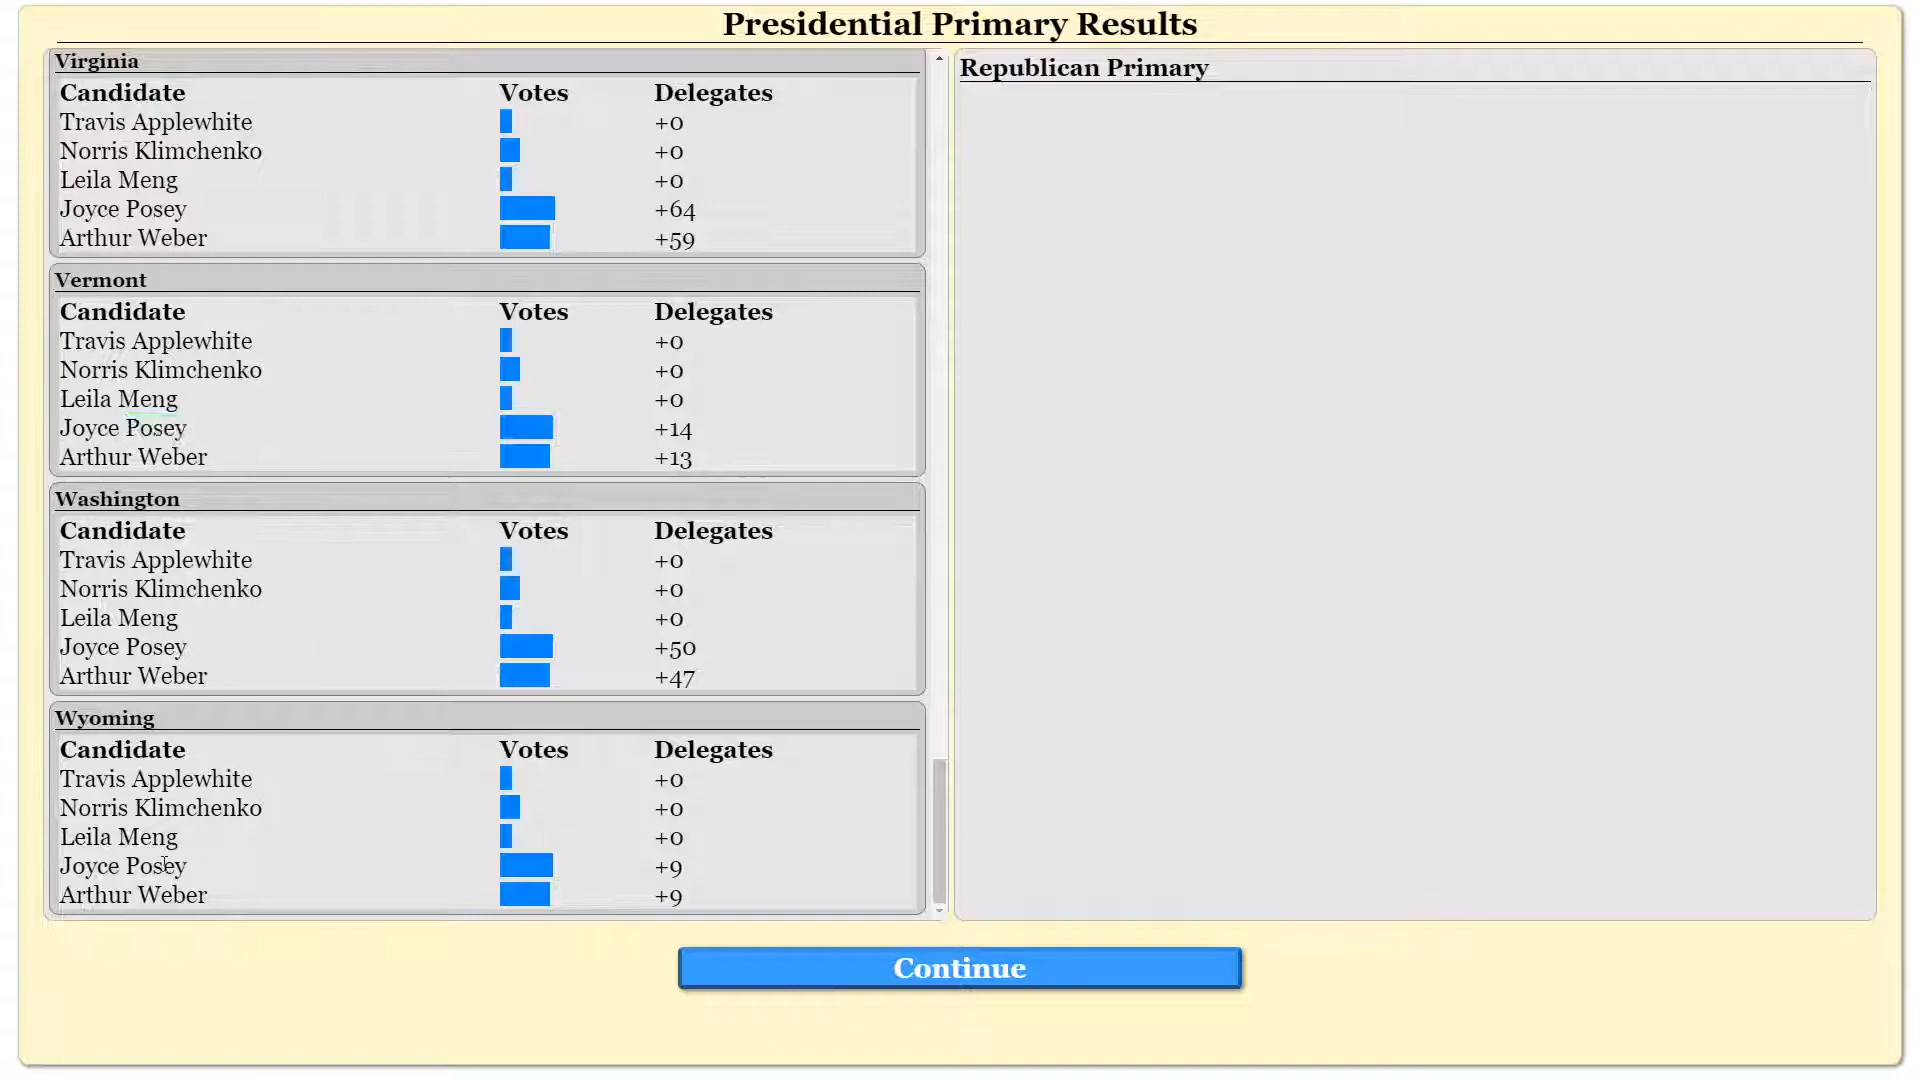 Presidential Primary Results
Virginia
Candidate Votes Delegates
Travis Applewhite +0
Norris Klimchenko +0
Leila Meng +0
Joyce Posey +64
Arthur Weber +59
Vermont
Candidate Votes Delegates
Travis Applewhite +0
Norris Klimchenko +0
Leila Meng +0
Joyce Posey +14
Arthur Weber +13
Washington
Candidate Votes Delegates
Travis Applewhite +0
Norris Klimchenko +0
Leila Meng +0
Joyce Posey +50
Arthur Weber +47
Wyoming
Candidate Votes Delegates
Travis Applewhite +0
Norris Klimchenko +0
Leila Meng +0
Joyce Posey +9
Arthur Weber +9
Republican Primary
Continue